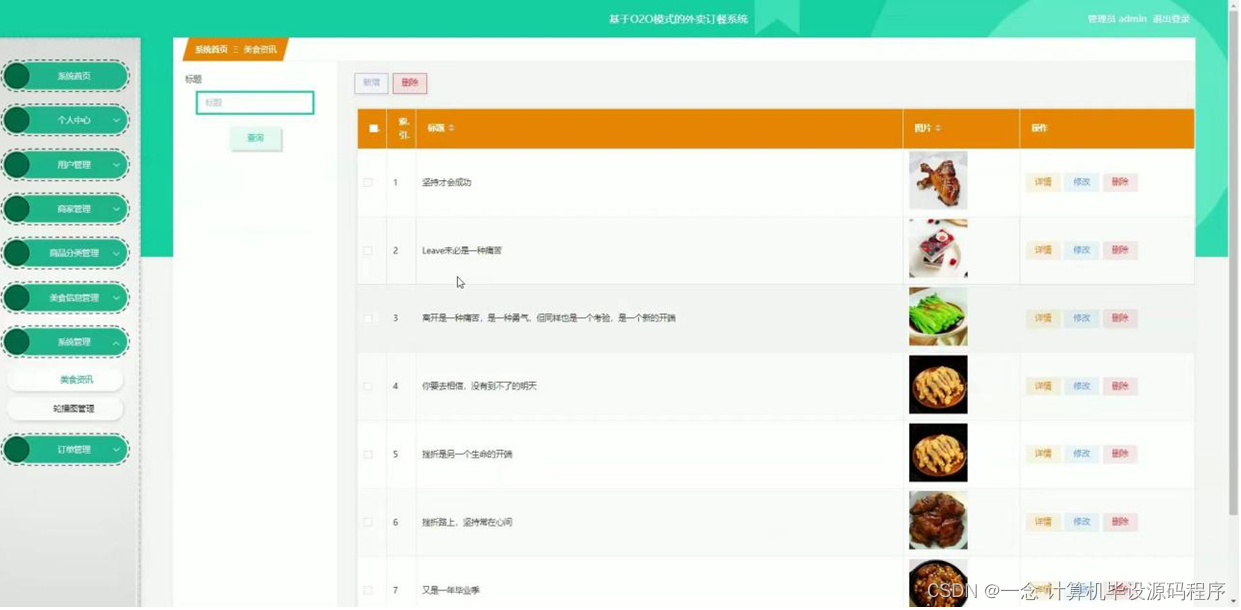 基于O2O模式的外卖订餐系统
管理员 admin 退出登录
系统首页
个人中心
用户管理
商家管理
商品分类管理
美食信息管理
系统管理
美食资讯
轮播图管理
订单管理
系统首页 美食资讯
标题
标题
查询
新增 删除
索引 标题 图片 操作
1 坚持才会成功 详情 修改 删除
2 Leave未必是一种痛苦 详情 修改 删除
3 离开是一种痛苦，是一种勇气，但同样也是一个考验，是一个新的开端 详情 修改 删除
4 你要去相信，没有到不了的明天 详情 修改 删除
5 挫折是另一个生命的开端 详情 修改 删除
6 挫折路上，坚持常在心间 详情 修改 删除
7 又是一年毕业季
CSDN @一念-计算机毕设源码程序